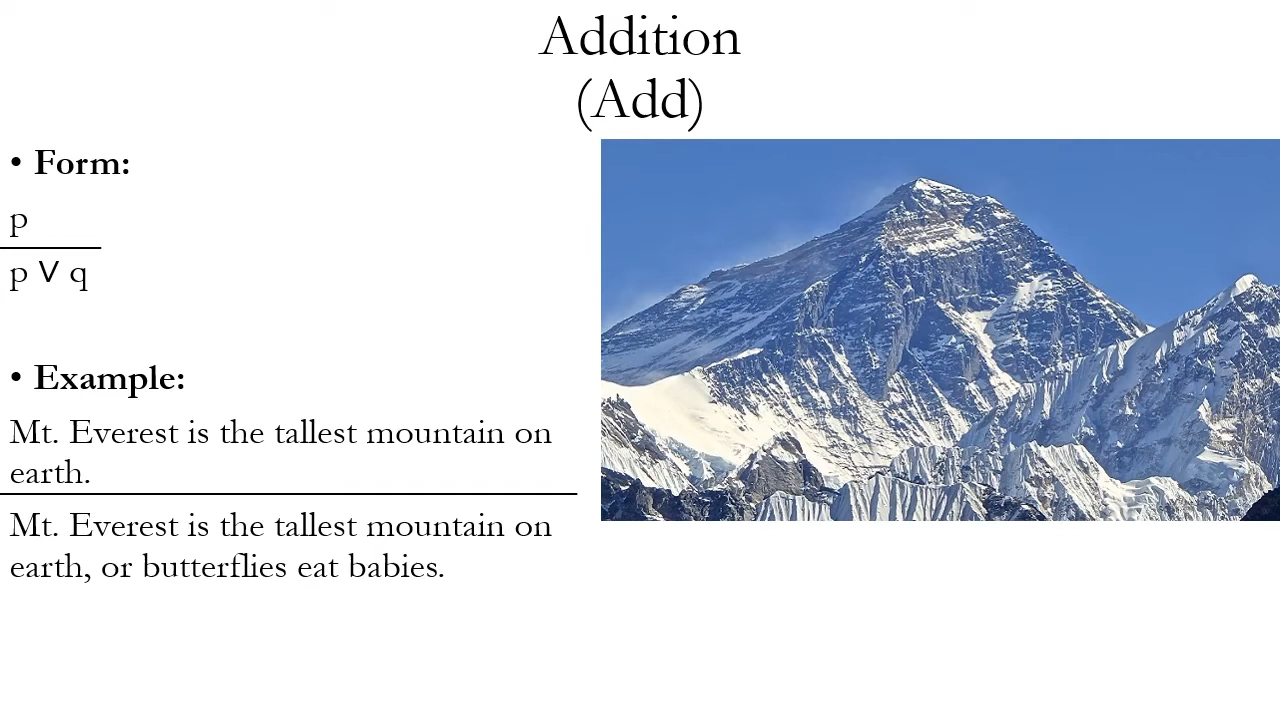 Addition
(Add)
• Form:
p
p ∨ q
• Example:
Mt. Everest is the tallest mountain on
earth.
Mt. Everest is the tallest mountain on
earth, or butterflies eat babies.